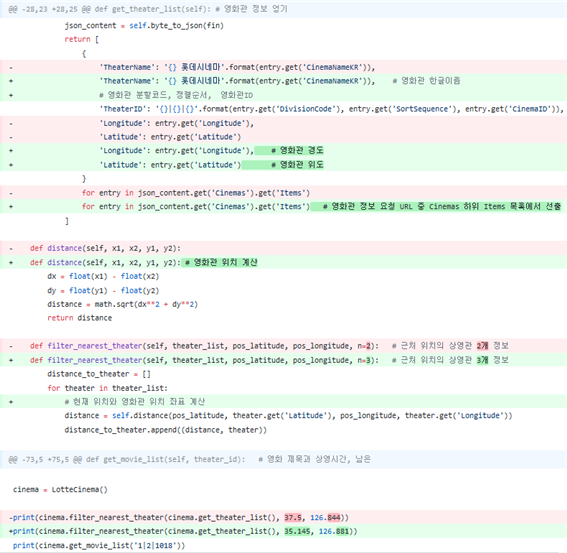 @@ -28,23 +28,25 @@ def get_theater_list(self): # 영화관 정보 얻기
json_content = self.byte_to_json(fin)
return [
{
- 'TheaterName': '{} 롯데시네마'.format(entry.get('CinemaNameKR')),
+ 'TheaterName': '{} 롯데시네마'.format(entry.get('CinemaNameKR')), # 영화관 한글이름
+ # 영화관 분할코드, 정렬순서, 영화관ID
'TheaterID': '{}|{}|{}'.format(entry.get('DivisionCode'), entry.get('SortSequence'), entry.get('CinemaID')),
- 'Longitude': entry.get('Longitude'),
- 'Latitude': entry.get('Latitude')
+ 'Longitude': entry.get('Longitude'), # 영화관 경도
+ 'Latitude': entry.get('Latitude') # 영화관 위도
}
- for entry in json_content.get('Cinemas').get('Items')
+ for entry in json_content.get('Cinemas').get('Items') # 영화관 정보 요청 URL 중 Cinemas 하위 Items 목록에서 선출
]
- def distance(self, x1, x2, y1, y2):
+ def distance(self, x1, x2, y1, y2): # 영화관 위치 계산
dx = float(x1) - float(x2)
dy = float(y1) - float(y2)
distance = math.sqrt(dx**2 + dy**2)
return distance
- def filter_nearest_theater(self, theater_list, pos_latitude, pos_longitude, n=2): # 근처 위치의 상영관 2개 정보
+ def filter_nearest_theater(self, theater_list, pos_latitude, pos_longitude, n=3): # 근처 위치의 상영관 3개 정보
distance_to_theater = []
for theater in theater_list:
+ # 현재 위치와 영화관 위치 좌표 계산
distance = self.distance(pos_latitude, theater.get('Latitude'), pos_longitude, theater.get('Longitude'))
distance_to_theater.append((distance, theater))
@@ -73,5 +75,5 @@ def get_movie_list(self, theater_id): # 영화 제목과 상영시간, 남은
cinema = LotteCinema()
-print(cinema.filter_nearest_theater(cinema.get_theater_list(), 37.5, 126.844))
+print(cinema.filter_nearest_theater(cinema.get_theater_list(), 35.145, 126.881))
print(cinema.get_movie_list('1|2|1018'))